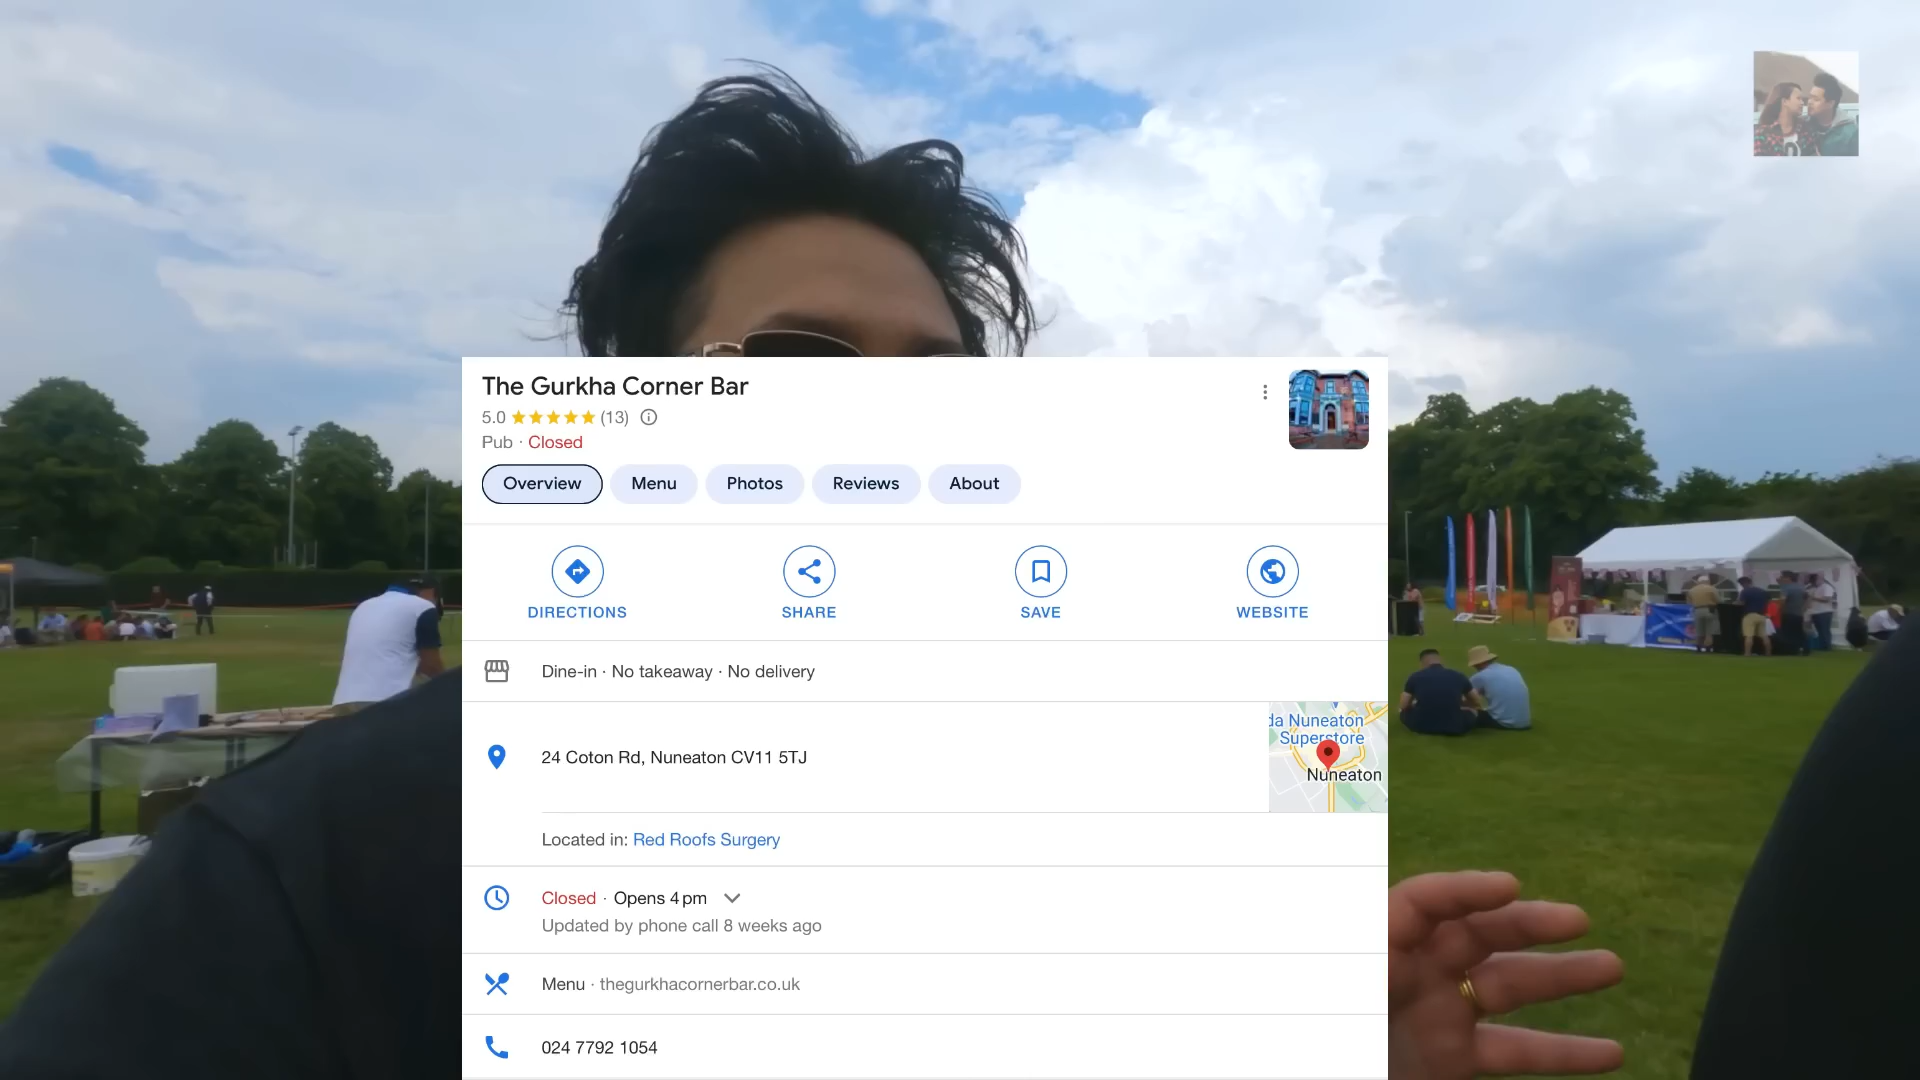 The Gurkha Corner Bar
5.0 (13)
Pub · Closed
Overview Menu Photos Reviews About
DIRECTIONS SHARE SAVE WEBSITE
Dine-in · No takeaway · No delivery
24 Coton Rd, Nuneaton CV11 5TJ
da Nuneaton
Superstore
Nuneaton
Located in: Red Roofs Surgery
Closed · Opens 4 pm
Updated by phone call 8 weeks ago
Menu · thegurkhacornerbar.co.uk
024 7792 1054